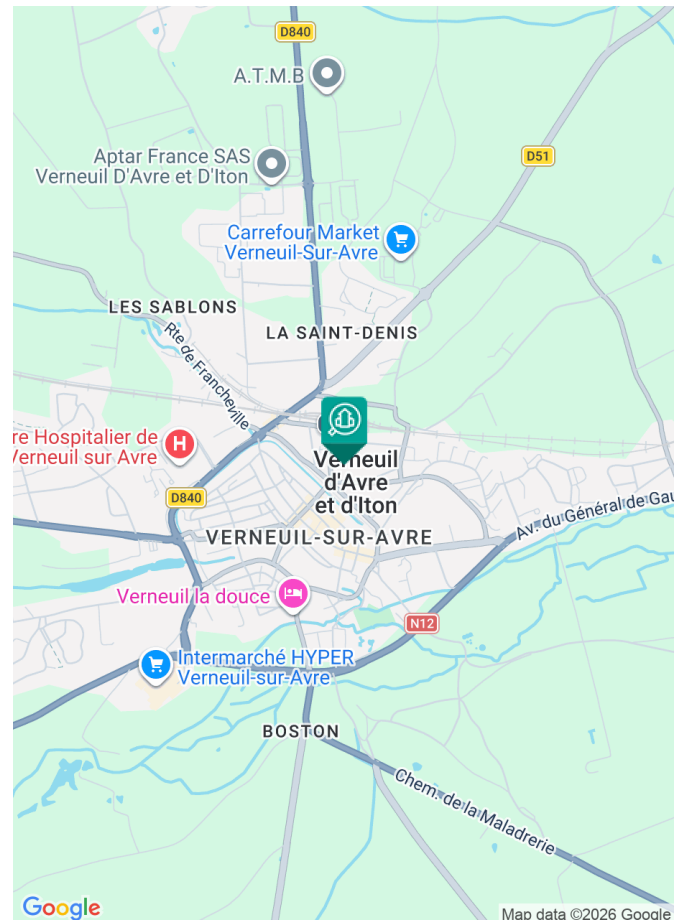 D840
A.T.M.B
D51
Aptar France SAS
Verneuil D'Avre et D'Iton
Carrefour Market
Verneuil-Sur-Avre
LES SABLONS
LA SAINT-DENIS
Rte de Francheville
re Hospitalier de
Verneuil sur Avre
H
Verneuil
d'Avre
et d'Iton
D840
Av. du Général de Gau
VERNEUIL-SUR-AVRE
Verneuil la douce
N12
Intermarché HYPER
Verneuil-sur-Avre
BOSTON
Chem. de la Maladrerie
Google
Map data ©2026 Google